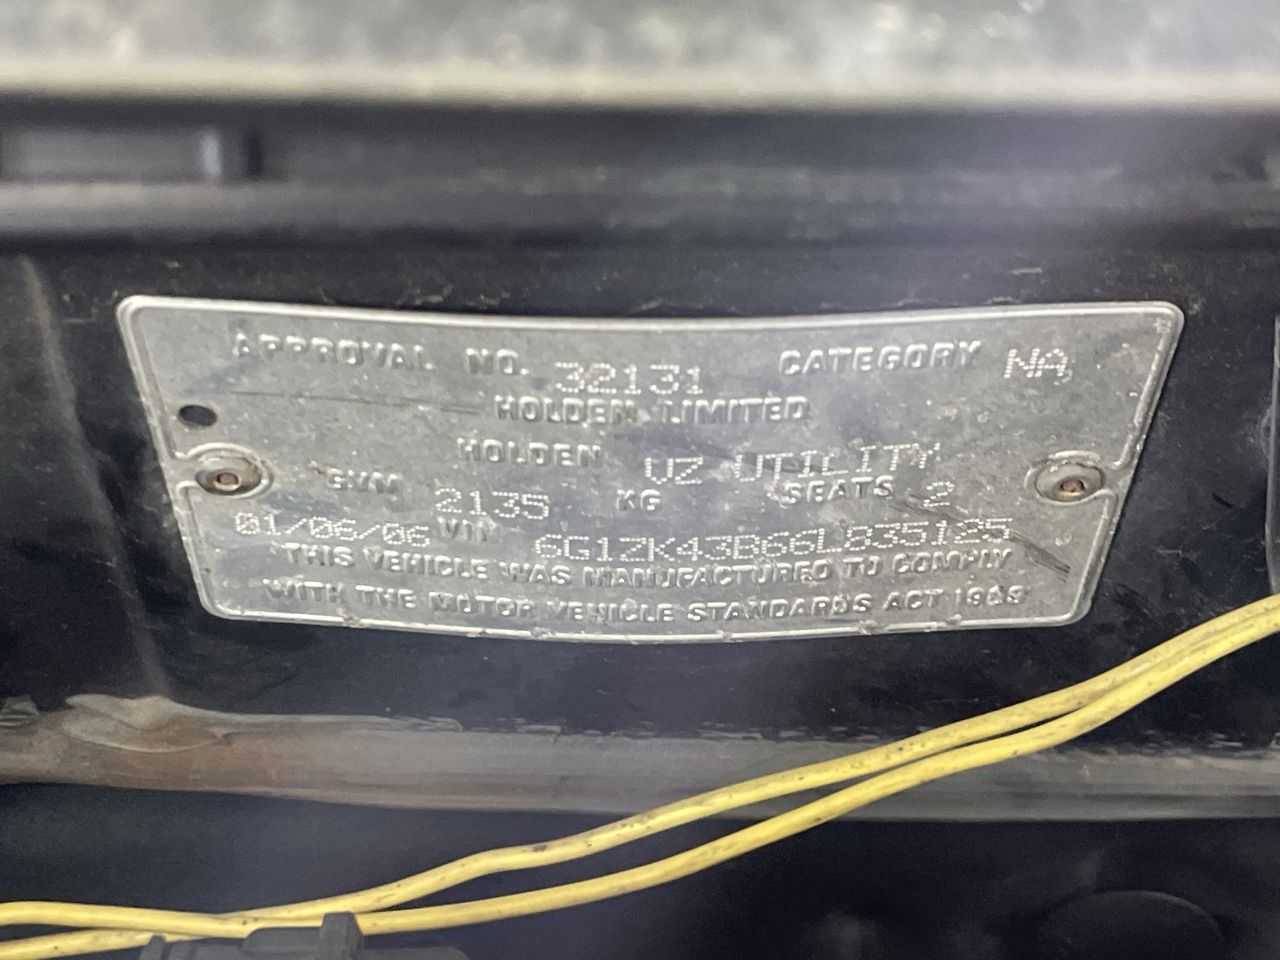 APPROVAL NO. 32131 CATEGORY NA
HOLDEN LIMITED
HOLDEN VZ UTILITY
GVM 2135 KG SEATS 2
01/06/06 VIN 6G1ZK43B66L835125
THIS VEHICLE WAS MANUFACTURED TO COMPLY
WITH THE MOTOR VEHICLE STANDARDS ACT 1989